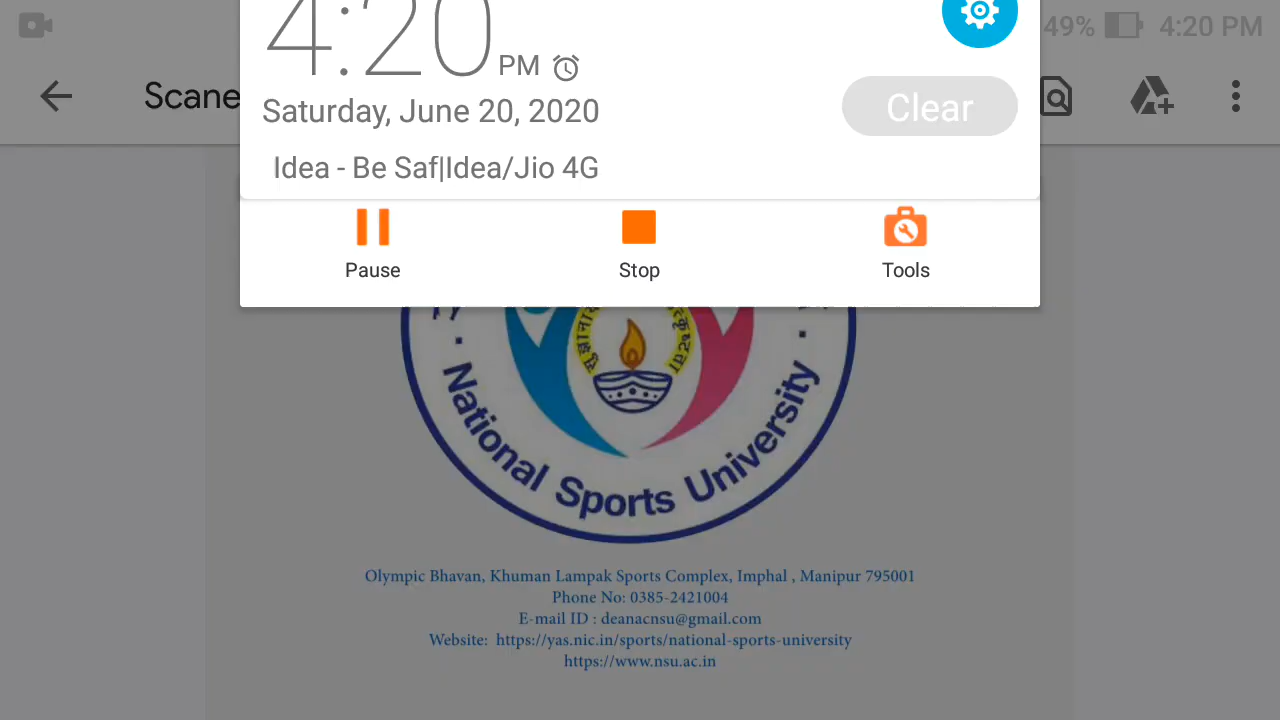 49% 4:20 PM
4:20 PM
Scane
Saturday, June 20, 2020
Clear
Idea - Be Saf|Idea/Jio 4G
Pause
Stop
Tools
National Sports University
Olympic Bhavan, Khuman Lampak Sports Complex, Imphal , Manipur 795001
Phone No: 0385-2421004
E-mail ID : deanacnsu@gmail.com
Website: https://yas.nic.in/sports/national-sports-university
https://www.nsu.ac.in